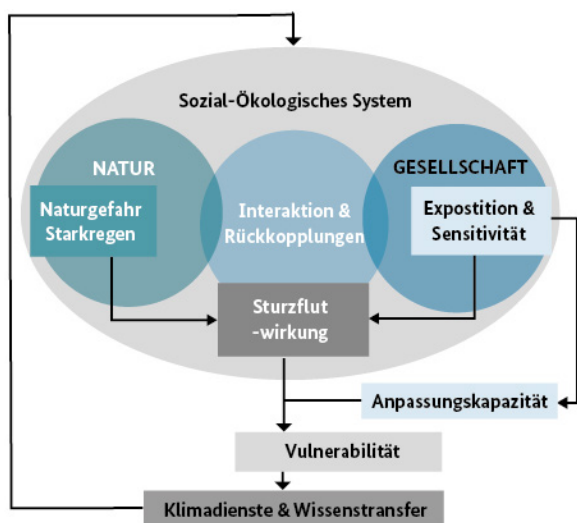 Sozial-Ökologisches System
NATUR
GESELLSCHAFT
Naturgefahr
Starkregen
Interaktion &
Rückkopplungen
Expostition &
Sensitivität
Sturzflut
-wirkung
Anpassungskapazität
Vulnerabilität
Klimadienste & Wissenstransfer